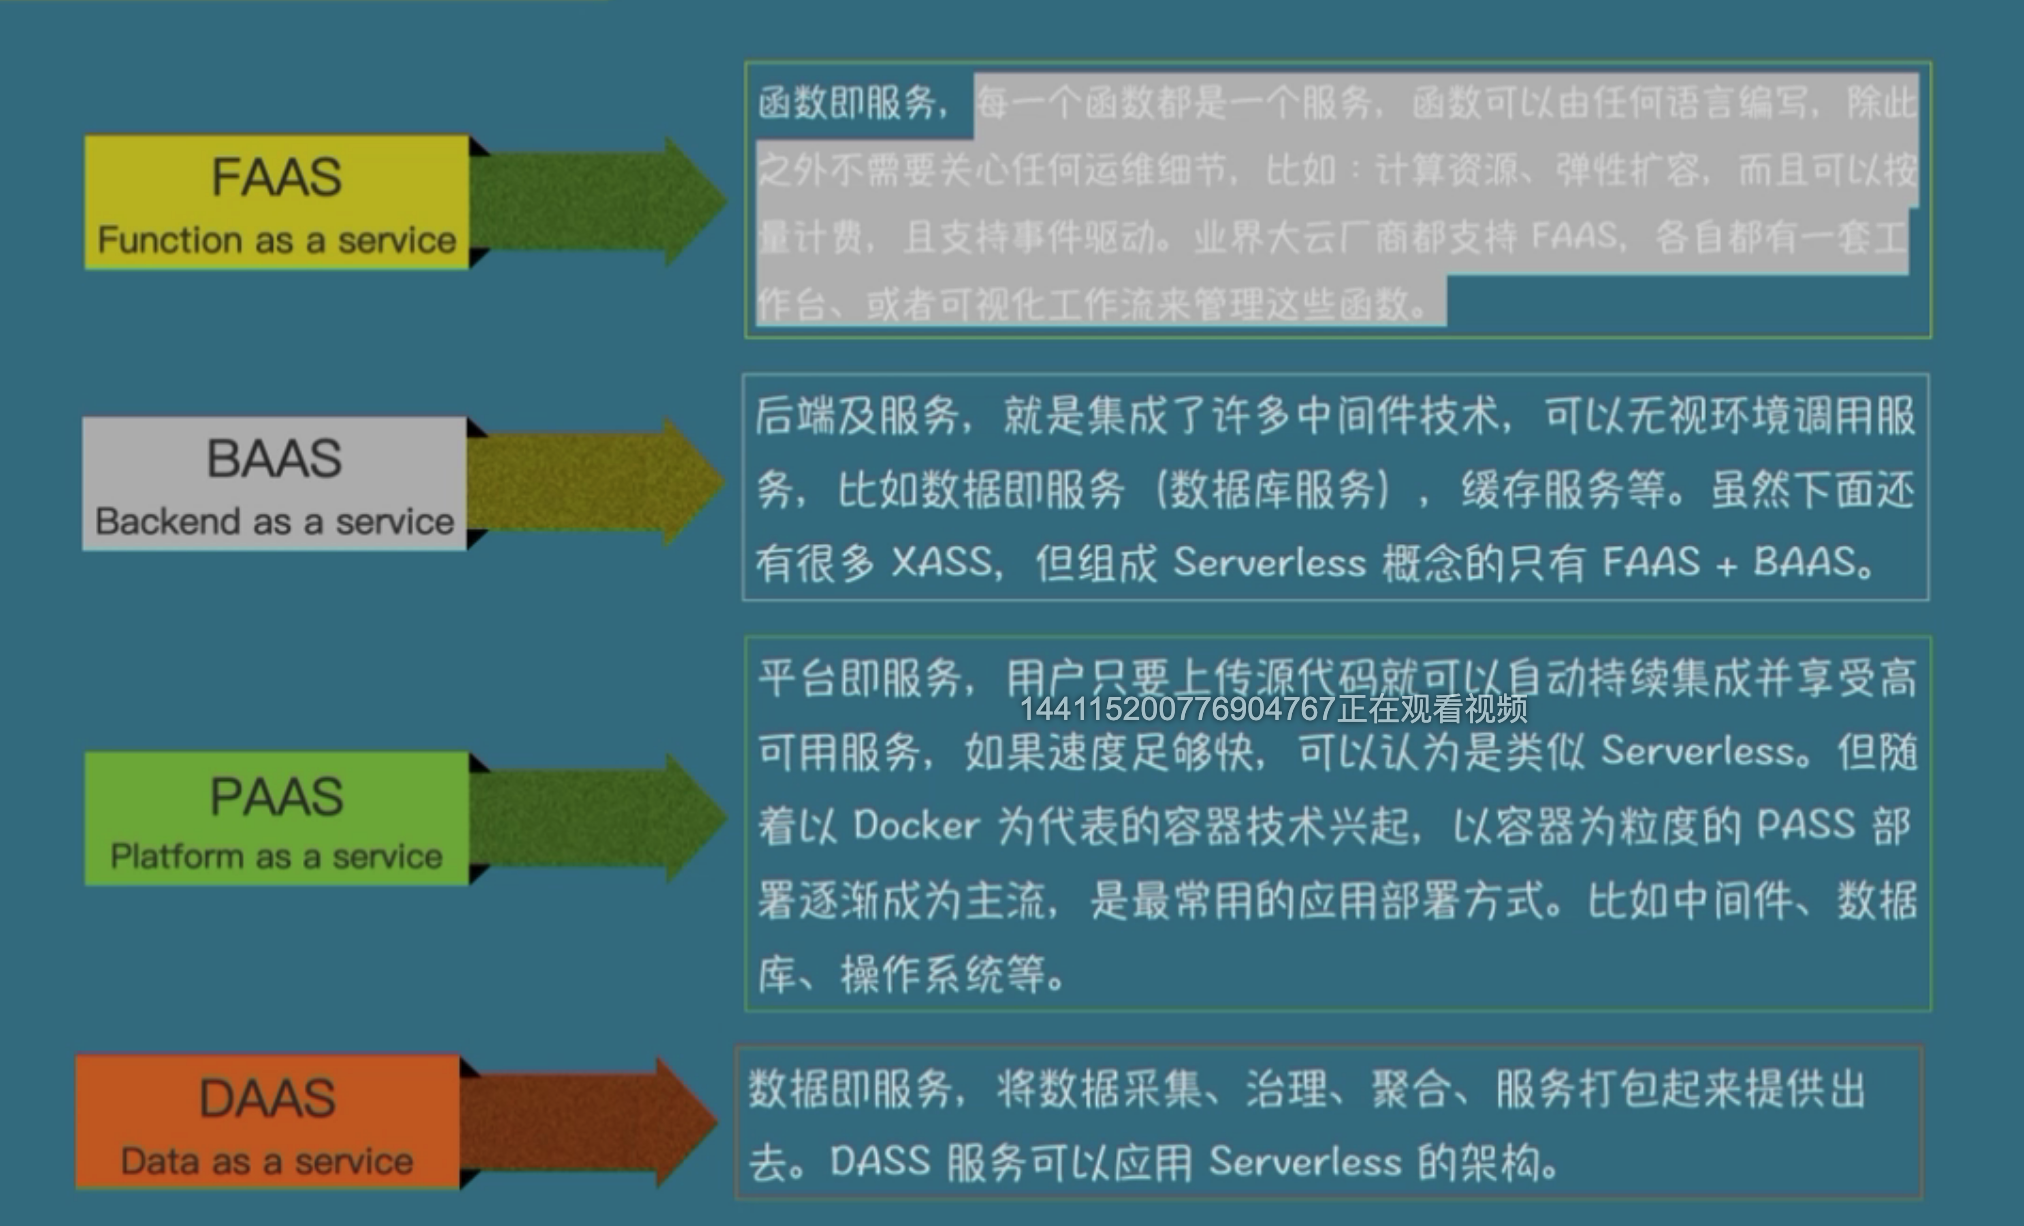 FAAS
Function as a service
函数即服务，每一个函数都是一个服务，函数可以由任何语言编写，除此
之外不需要关心任何运维细节，比如：计算资源、弹性扩容，而且可以按
量计费，且支持事件驱动。业界大云厂商都支持 FAAS，各自都有一套工
作台、或者可视化工作流来管理这些函数。
BAAS
Backend as a service
后端及服务，就是集成了许多中间件技术，可以无视环境调用服
务，比如数据即服务（数据库服务），缓存服务等。虽然下面还
有很多 XASS，但组成 Serverless 概念的只有 FAAS + BAAS。
PAAS
Platform as a service
平台即服务，用户只要上传源代码就可以自动持续集成并享受高
144115200776904767正在观看视频
可用服务，如果速度足够快，可以认为是类似 Serverless。但随
着以 Docker 为代表的容器技术兴起，以容器为粒度的 PASS 部
署逐渐成为主流，是最常用的应用部署方式。比如中间件、数据
库、操作系统等。
DAAS
Data as a service
数据即服务，将数据采集、治理、聚合、服务打包起来提供出
去。DASS 服务可以应用 Serverless 的架构。